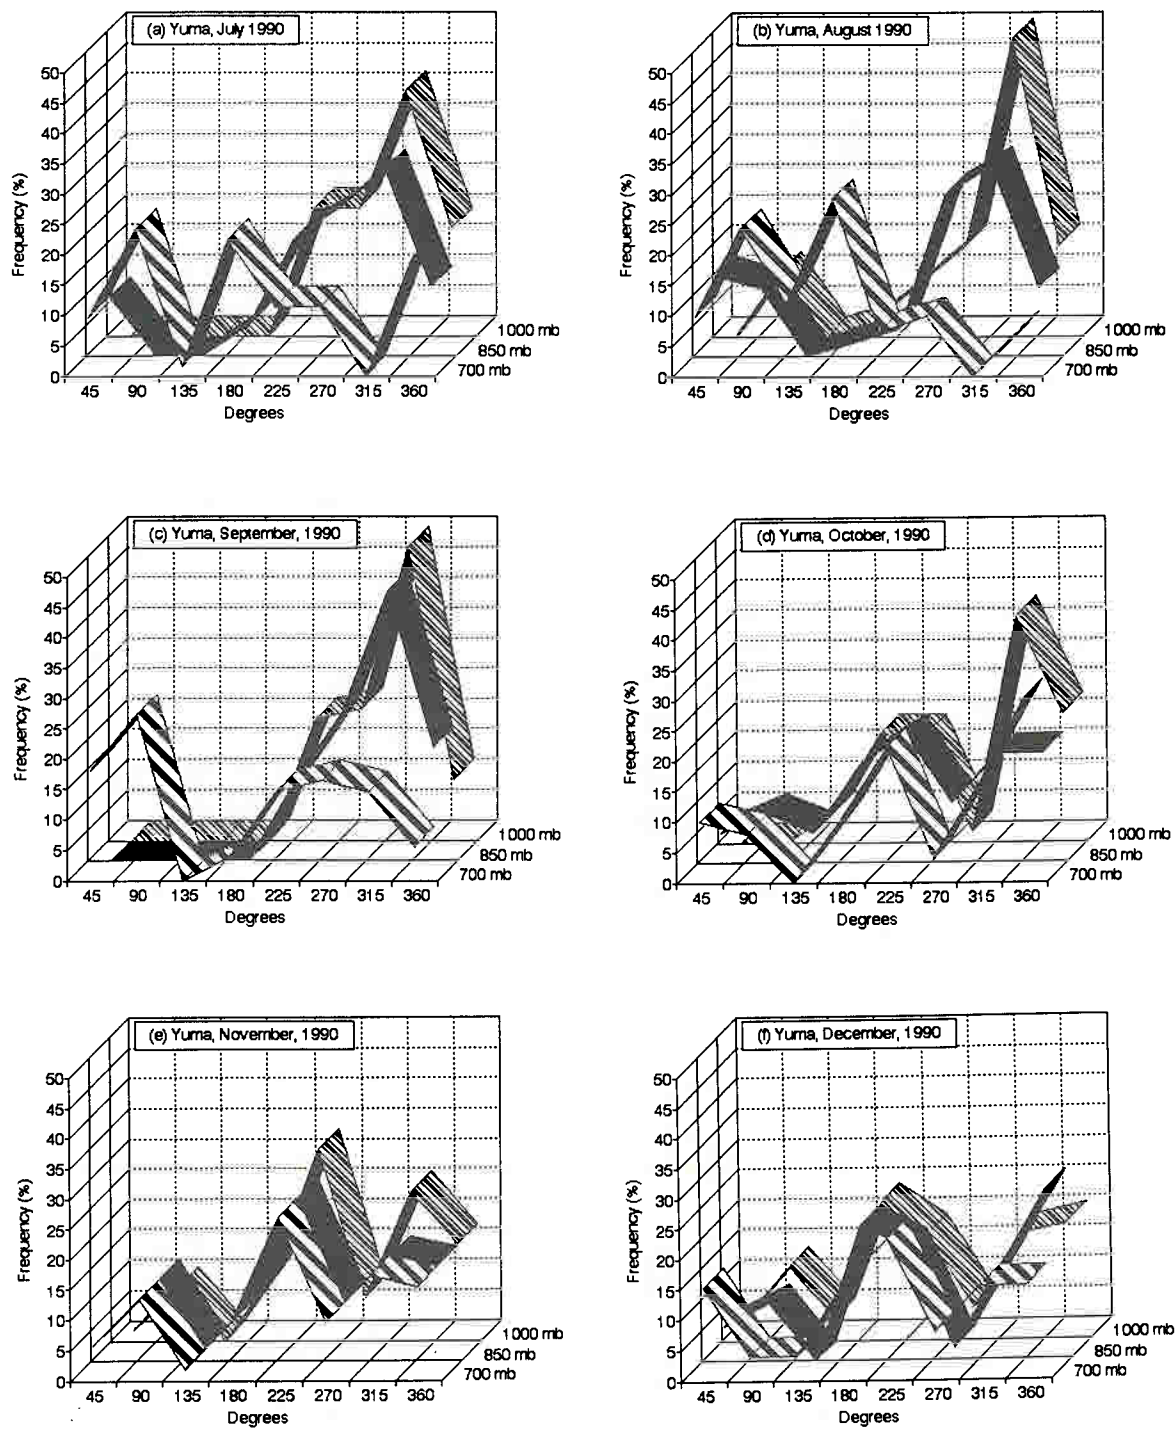 (a) Yuma, July 1990
50
45
40
35
30
25
20
15
10
5
0
Frequency (%)
45 90 135 180 225 270 315 360
Degrees
1000 mb
850 mb
700 mb
(b) Yuma, August 1990
50
45
40
35
30
25
20
15
10
5
0
Frequency (%)
45 90 135 180 225 270 315 360
Degrees
1000 mb
850 mb
700 mb
(c) Yuma, September, 1990
50
45
40
35
30
25
20
15
10
5
0
Frequency (%)
45 90 135 180 225 270 315 360
Degrees
1000 mb
850 mb
700 mb
(d) Yuma, October, 1990
50
45
40
35
30
25
20
15
10
5
0
Frequency (%)
45 90 135 180 225 270 315 360
Degrees
1000 mb
850 mb
700 mb
(e) Yuma, November, 1990
50
45
40
35
30
25
20
15
10
5
0
Frequency (%)
45 90 135 180 225 270 315 360
Degrees
1000 mb
850 mb
700 mb
(f) Yuma, December, 1990
50
45
40
35
30
25
20
15
10
5
0
Frequency (%)
45 90 135 180 225 270 315 360
Degrees
1000 mb
850 mb
700 mb